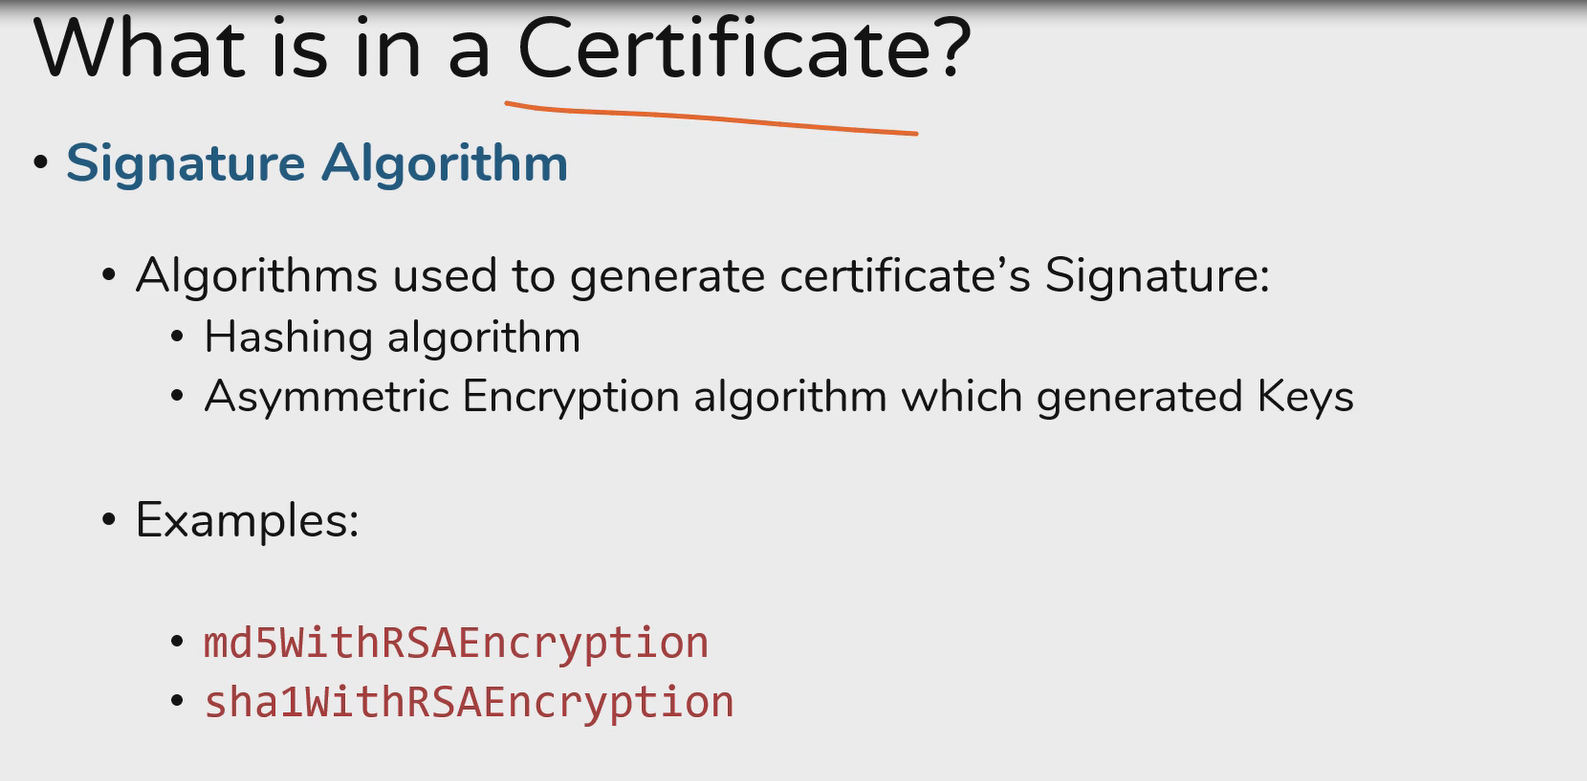 What is in a Certificate?
• Signature Algorithm
• Algorithms used to generate certificate’s Signature:
• Hashing algorithm
• Asymmetric Encryption algorithm which generated Keys
• Examples:
• md5WithRSAEncryption
• sha1WithRSAEncryption